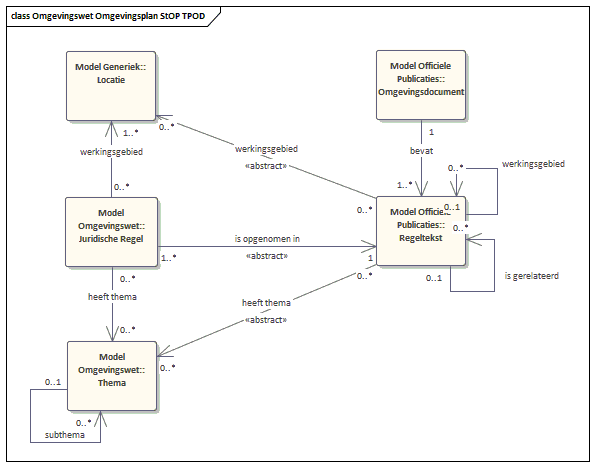 class Omgevingswet Omgevingsplan StOP TPOD
Model Generiek::
Locatie
Model Officiele
Publicaties::
Omgevingsdocument
1..*
0..*
1
werkingsgebied
werkingsgebied
«abstract»
bevat
0..*
werkingsgebied
0..*
1..*
0..*
0..1
Model
Omgevingswet::
Juridische Regel
Model Officiele
Publicaties::
Regeltekst
0..*
is opgenomen in
1..*
«abstract»
1
0..*
0..*
0..1
is gerelateerd
heeft thema
heeft thema
«abstract»
0..*
0..*
Model
Omgevingswet::
Thema
0..1
0..*
subthema